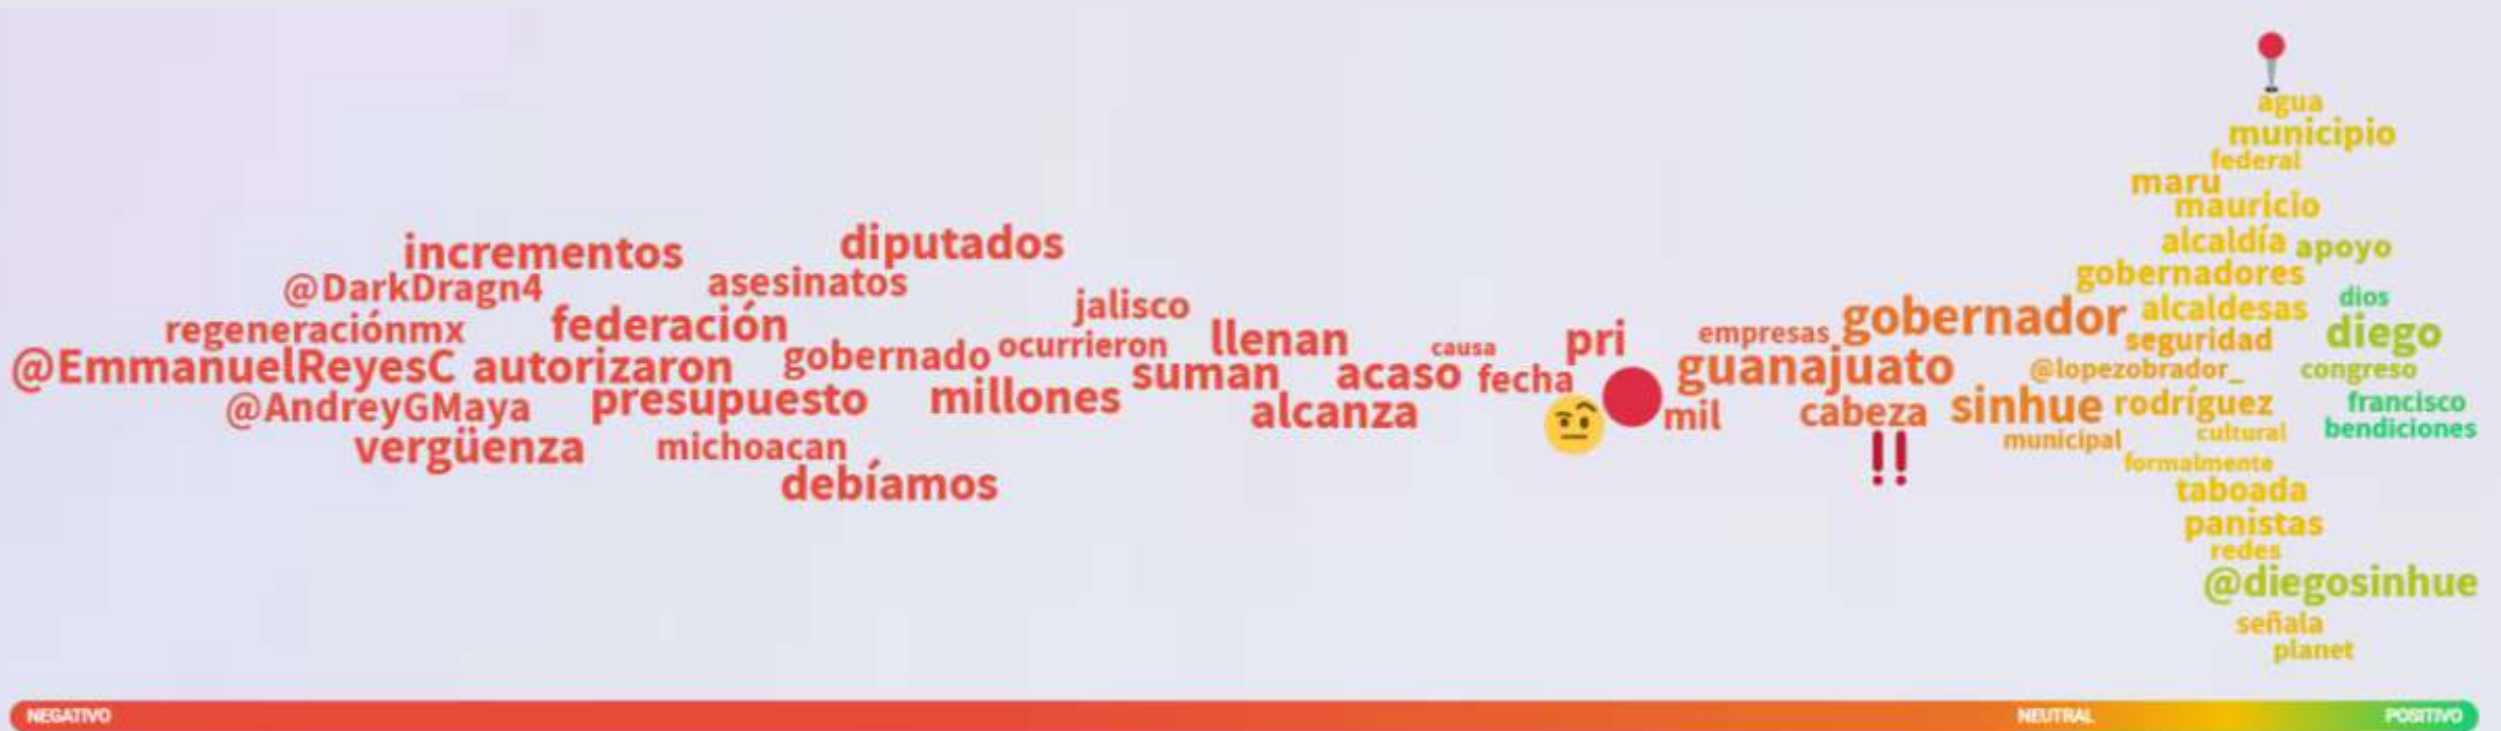 agua
municipio
federal
maru
mauricio
incrementos
diputados
alcaldía
apoyo
@DarkDragn4
asesinatos
gobernadores
jalisco
dios
regeneraciónmx
federación
llenan
pri
empresas
gobernador
alcaldesas
diego
@EmmanuelReyesC
autorizaron
gobernado
ocurrieron
causa
guanajuato
seguridad
suman
acaso
fecha
@lopezobrador_
congreso
@AndreyGMaya
presupuesto
millones
alcanza
mil
cabeza
sinhue
rodríguez
francisco
vergüenza
michoacan
municipal
cultural
bendiciones
debíamos
formalmente
‼
taboada
panistas
redes
@diegosinhue
señala
planet
NEGATIVO
NEUTRAL
POSITIVO